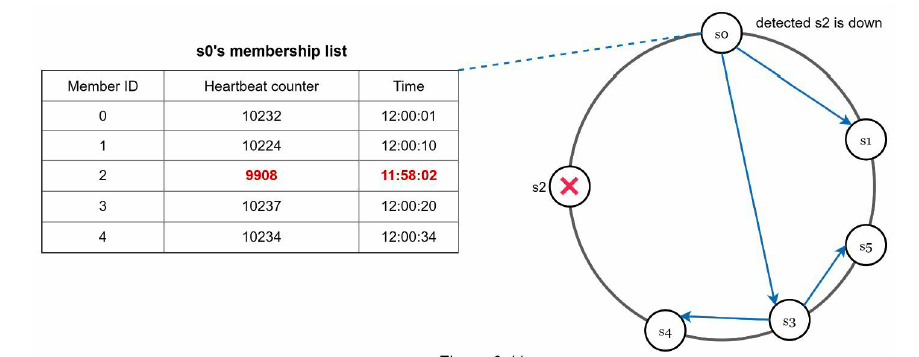 detected s2 is down
s0's membership list
Member ID Heartbeat counter Time
0 10232 12:00:01
1 10224 12:00:10
2 9908 11:58:02
3 10237 12:00:20
4 10234 12:00:34
s0
s1
s2
s5
s3
s4